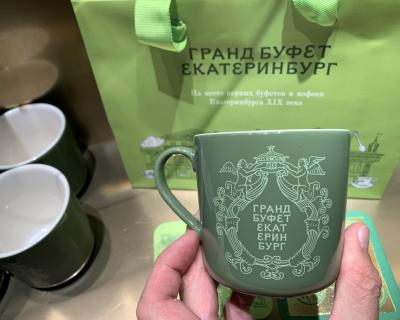 ГРАНД БУФЕТ
ЕКАТЕРИНБУРГ
На месте первых буфетов и кофеен
Екатеринбурга XIX века
ГРАНД
БУФЕТ
ЕКАТ
ЕРИН
БУРГ